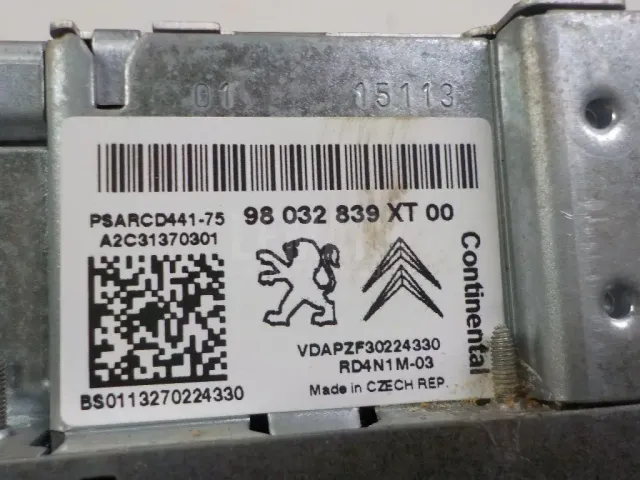 01 15113
PSARCD441-75 98 032 839 XT 00
A2C31370301
Continental
VDAPZF30224330
RD4N1M-03
BS0113270224330 Made in CZECH REP.